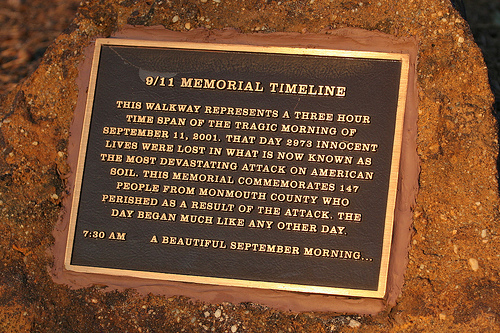 9/11 MEMORIAL TIMELINE
THIS WALKWAY REPRESENTS A THREE HOUR
TIME SPAN OF THE TRAGIC MORNING OF
SEPTEMBER 11, 2001. THAT DAY 2973 INNOCENT
LIVES WERE LOST IN WHAT IS NOW KNOWN AS
THE MOST DEVASTATING ATTACK ON AMERICAN
SOIL. THIS MEMORIAL COMMEMORATES 147
PEOPLE FROM MONMOUTH COUNTY WHO
PERISHED AS A RESULT OF THE ATTACK. THE
DAY BEGAN MUCH LIKE ANY OTHER DAY.
7:30 AM A BEAUTIFUL SEPTEMBER MORNING...